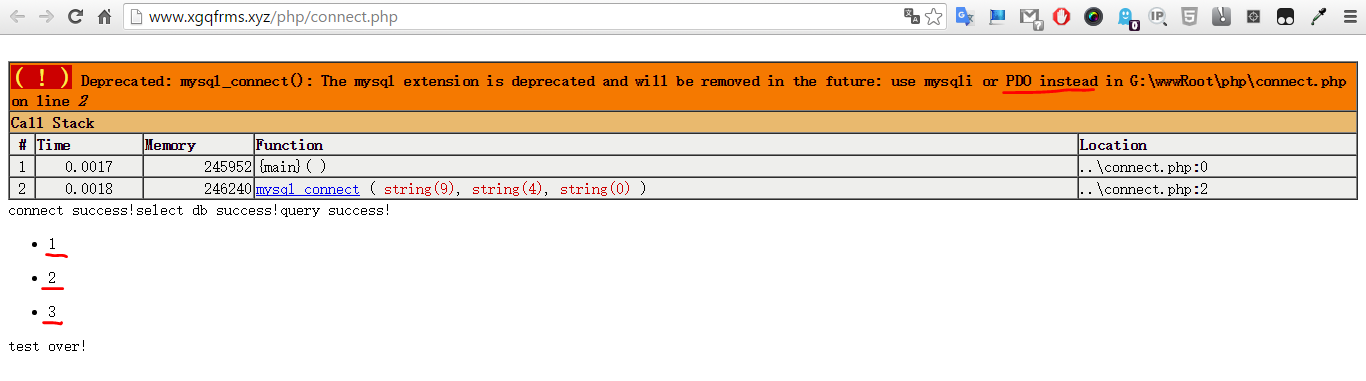 www.xgqfrms.xyz/php/connect.php
( ! ) Deprecated: mysql_connect(): The mysql extension is deprecated and will be removed in the future: use mysqli or PDO instead in G:\wwwRoot\php\connect.php
on line 2
Call Stack
# Time Memory Function Location
1 0.0017 245952 {main}( ) ..\connect.php:0
2 0.0018 246240 mysql_connect ( string(9), string(4), string(0) ) ..\connect.php:2
connect success!select db success!query success!
1
2
3
test over!